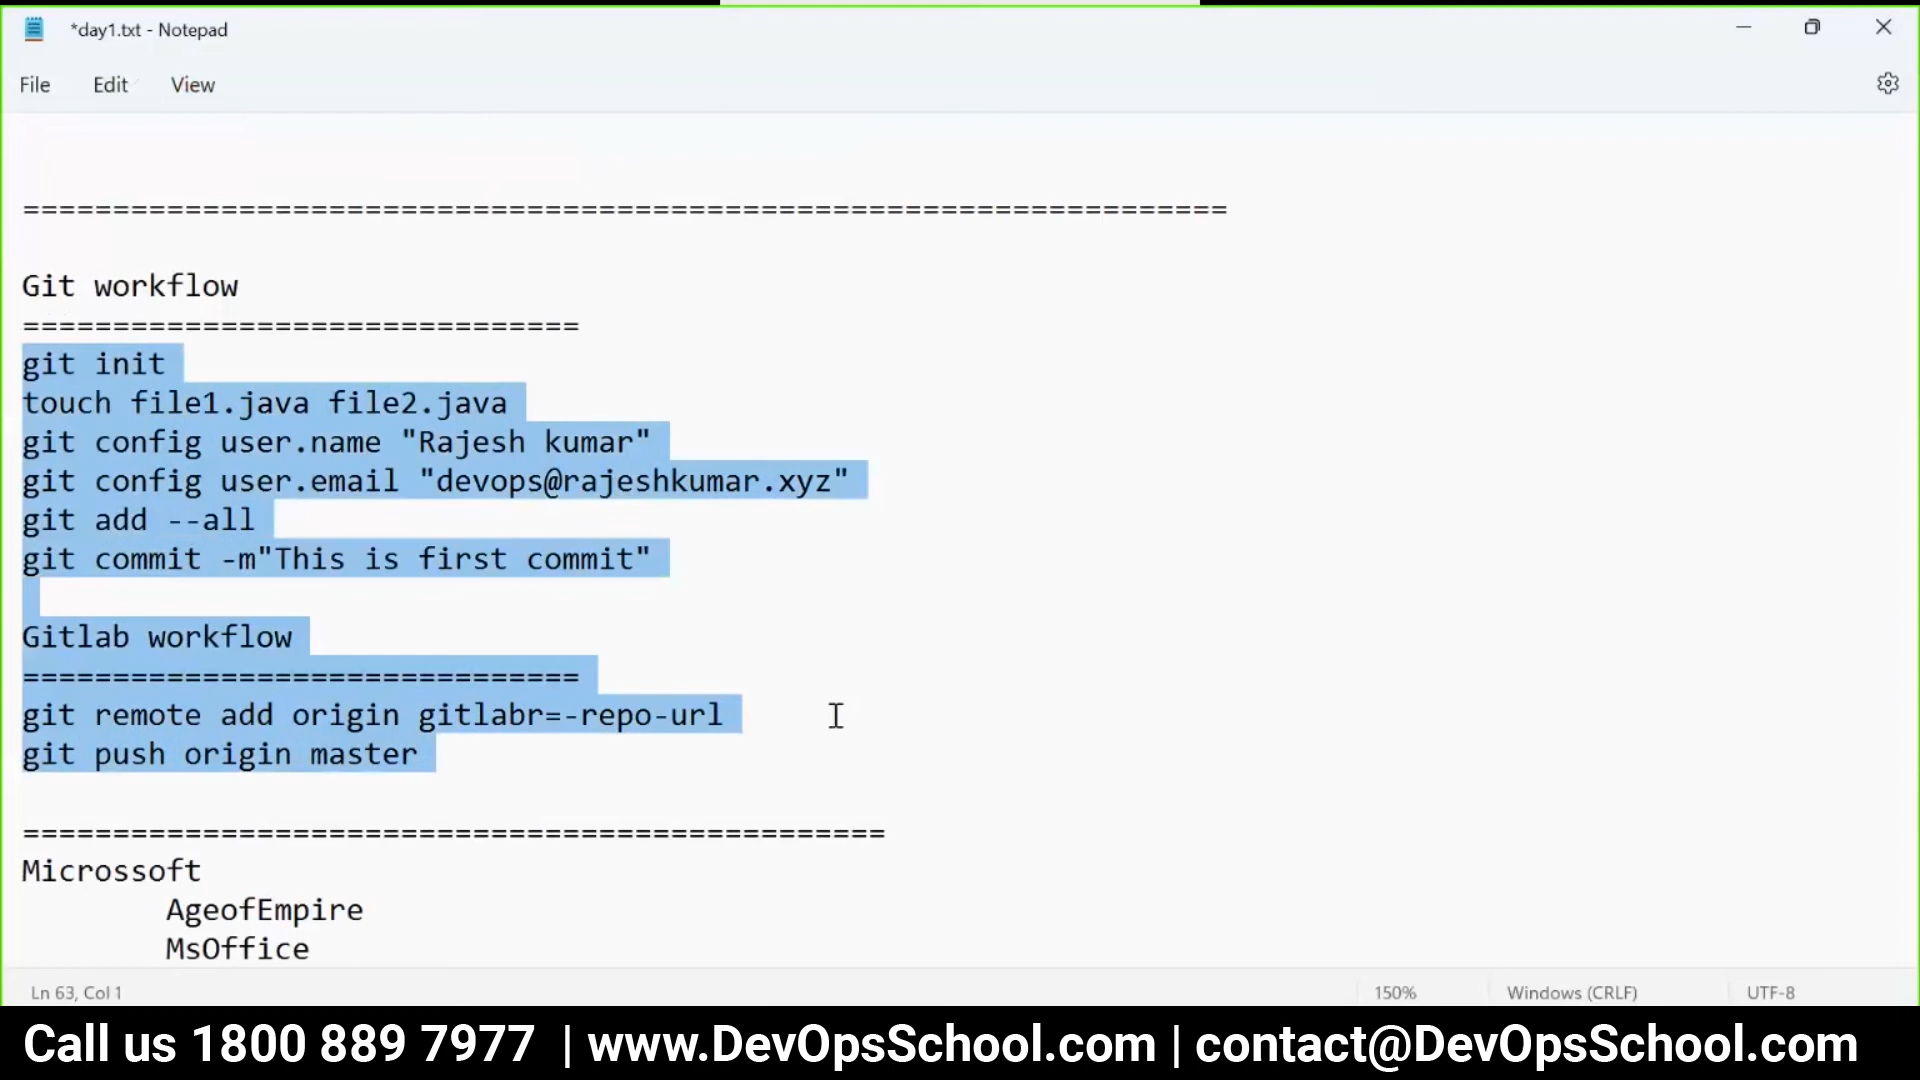 *day1.txt - Notepad
File Edit View
===================================================================
Git workflow
===============================
git init
touch file1.java file2.java
git config user.name "Rajesh kumar"
git config user.email "devops@rajeshkumar.xyz"
git add --all
git commit -m"This is first commit"
Gitlab workflow
===============================
git remote add origin gitlabr=-repo-url
git push origin master
================================================
Microssoft
AgeofEmpire
MsOffice
Ln 63, Col 1 150% Windows (CRLF) UTF-8
Call us 1800 889 7977 | www.DevOpsSchool.com | contact@DevOpsSchool.com